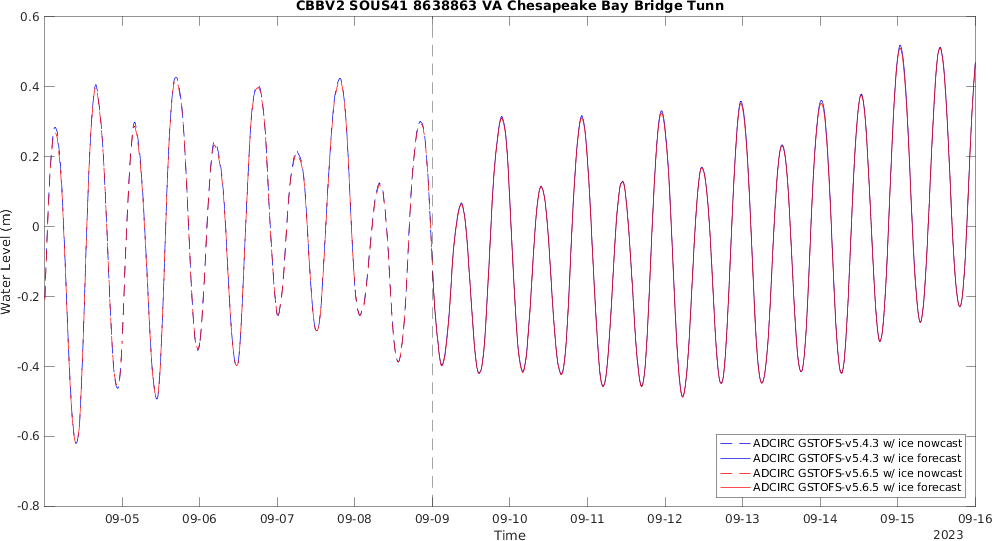 CBBV2 SOUS41 8638863 VA Chesapeake Bay Bridge Tunn
Water Level (m)
0.6
0.4
0.2
0
-0.2
-0.4
-0.6
-0.8
ADCIRC GSTOFS-v5.4.3 w/ ice nowcast
ADCIRC GSTOFS-v5.4.3 w/ ice forecast
ADCIRC GSTOFS-v5.6.5 w/ ice nowcast
ADCIRC GSTOFS-v5.6.5 w/ ice forecast
09-05 09-06 09-07 09-08 09-09 09-10 09-11 09-12 09-13 09-14 09-15 09-16
Time
2023